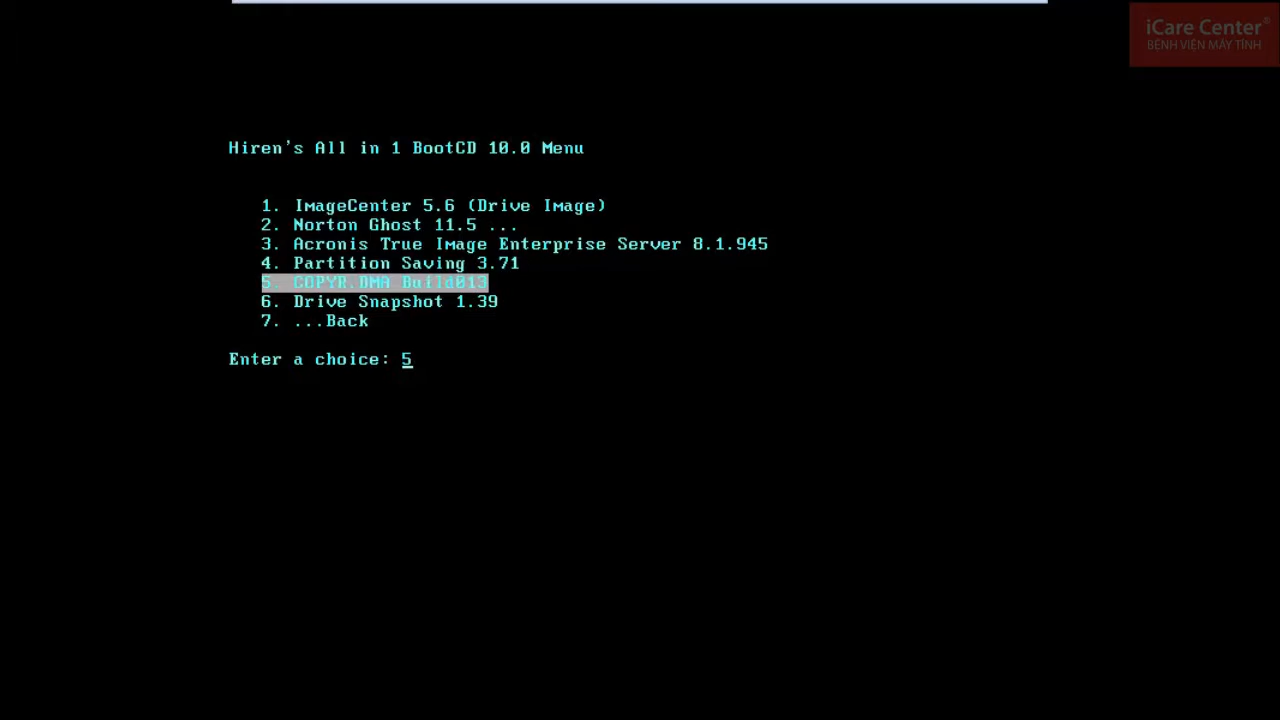 iCare Center®
BỆNH VIỆN MÁY TÍNH
Hiren's All in 1 BootCD 10.0 Menu
1. ImageCenter 5.6 (Drive Image)
2. Norton Ghost 11.5 ...
3. Acronis True Image Enterprise Server 8.1.945
4. Partition Saving 3.71
5. COPYR.DMA Build013
6. Drive Snapshot 1.39
7. ...Back
Enter a choice: 5